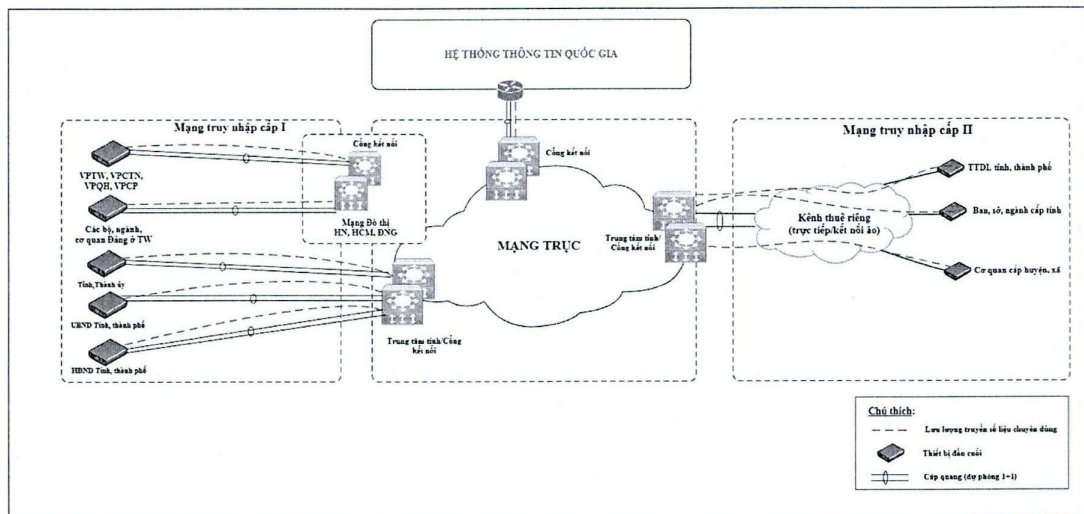 HỆ THỐNG THÔNG TIN QUỐC GIA
Mạng truy nhập cấp I
Cổng kết nối
VPTW, VPCTN,
VPQH, VPCP
Các bộ, ngành,
cơ quan Đảng ở TW
Mạng Đô thị
HN, HCM, ĐNG
Tỉnh,Thành ủy
UBND Tỉnh, thành phố
HĐND Tỉnh, thành phố
Cổng kết nối
MẠNG TRỤC
Trung tâm tỉnh/Cổng
kết nối
Trung tâm tỉnh/
Cổng kết nối
Mạng truy nhập cấp II
Kênh thuê riêng
(trực tiếp/kết nối ảo)
TTDL tỉnh, thành phố
Ban, sở, ngành cấp tỉnh
Cơ quan cấp huyện, xã
Chú thích:
Lưu lượng truyền số liệu chuyên dùng
Thiết bị đầu cuối
Cáp quang (dự phòng 1+1)